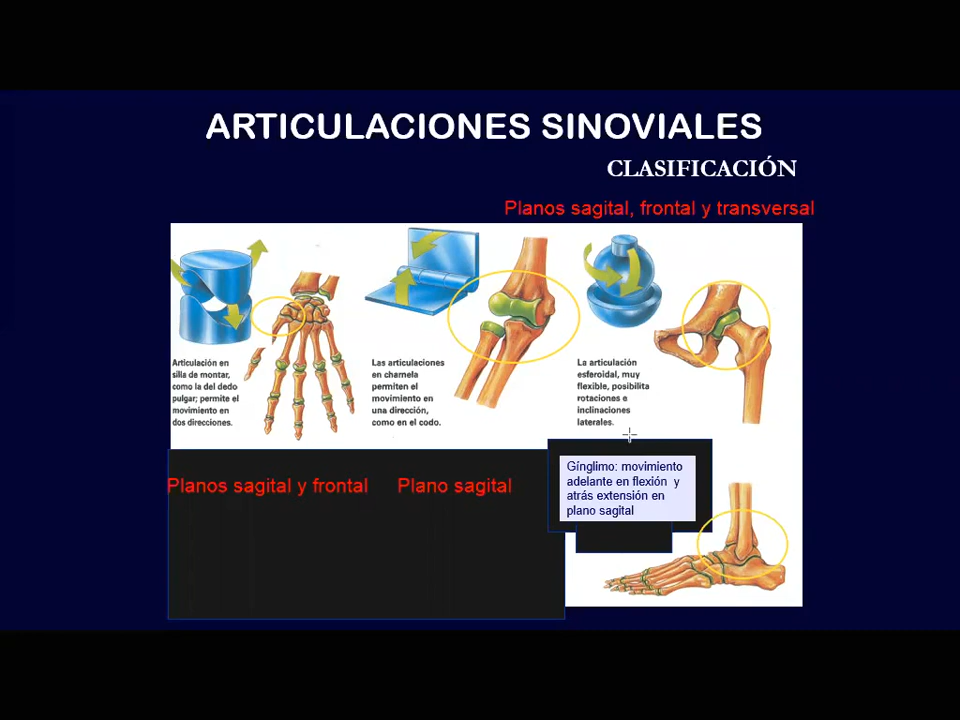 ARTICULACIONES SINOVIALES
CLASIFICACIÓN
Planos sagital, frontal y transversal
Articulación en
silla de montar,
como la del dedo
pulgar; permite el
movimiento en
dos direcciones.
Las articulaciones
en charnela
permiten el
movimiento en
una dirección,
como en el codo.
La articulación
esferoidal, muy
flexible, posibilita
rotaciones e
inclinaciones
laterales.
Planos sagital y frontal
Plano sagital
Gínglimo: movimiento
adelante en flexión y
atrás extensión en
plano sagital